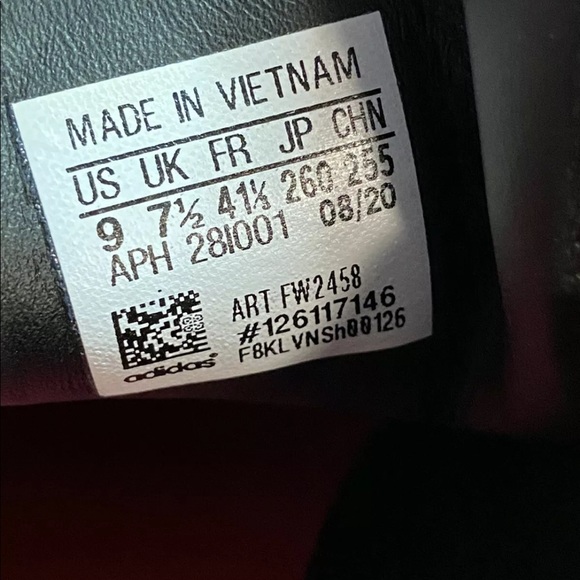 MADE IN VIETNAM
US UK FR JP CHN
9 7½ 41⅓ 260 255
APH 28I001 08/20
ART FW2458
#126117146
F8KLVNSh00126
adidas